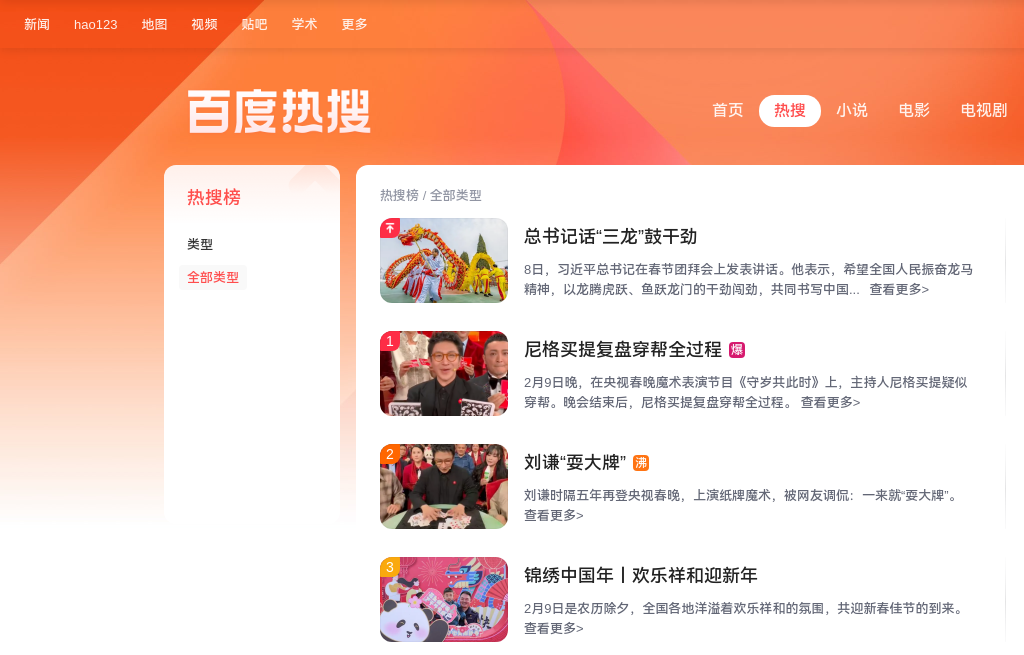 新闻 hao123 地图 视频 贴吧 学术 更多
百度热搜
首页 热搜 小说 电影 电视剧
热搜榜
类型
全部类型
热搜榜 / 全部类型
总书记话“三龙”鼓干劲
8日，习近平总书记在春节团拜会上发表讲话。他表示，希望全国人民振奋龙马
精神，以龙腾虎跃、鱼跃龙门的干劲闯劲，共同书写中国... 查看更多>
1
尼格买提复盘穿帮全过程 爆
2月9日晚，在央视春晚魔术表演节目《守岁共此时》上，主持人尼格买提疑似
穿帮。晚会结束后，尼格买提复盘穿帮全过程。 查看更多>
2
刘谦“耍大牌” 沸
刘谦时隔五年再登央视春晚，上演纸牌魔术，被网友调侃：一来就“耍大牌”。
查看更多>
3
锦绣中国年丨欢乐祥和迎新年
2月9日是农历除夕，全国各地洋溢着欢乐祥和的氛围，共迎新春佳节的到来。
查看更多>